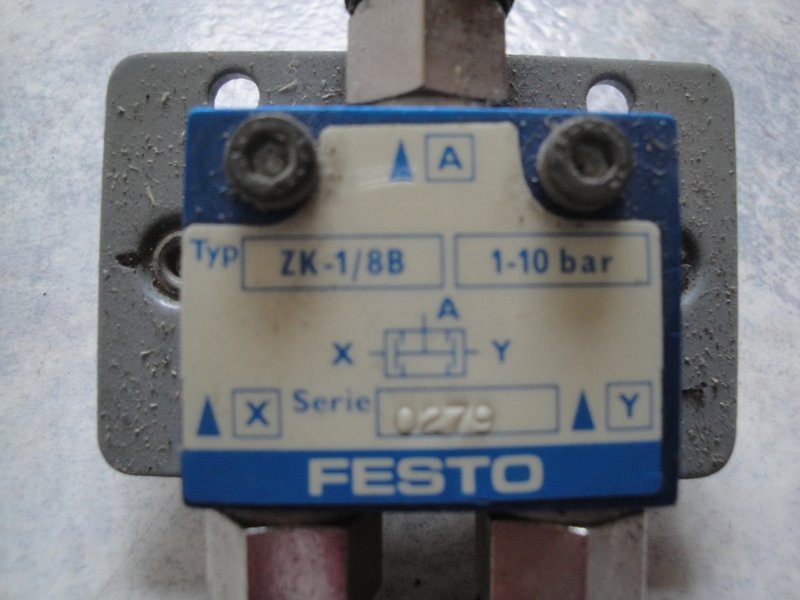 A
Typ ZK-1/8B 1-10 bar
A
X Y
X Serie 0279 Y
FESTO